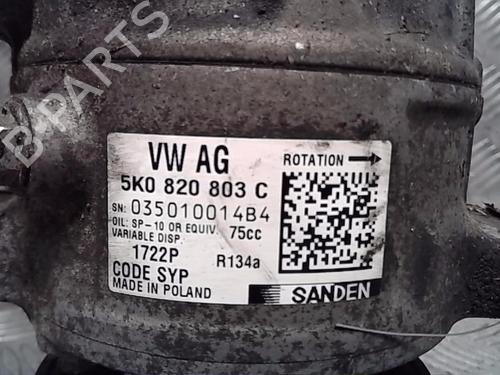 B-PARTS
VW AG
ROTATION
5K0 820 803 C
SN: 035010014B4
OIL: SP-10 OR EQUIV. 75cc
VARIABLE DISP.
1722P R134a
CODE SYP
MADE IN POLAND
SANDEN